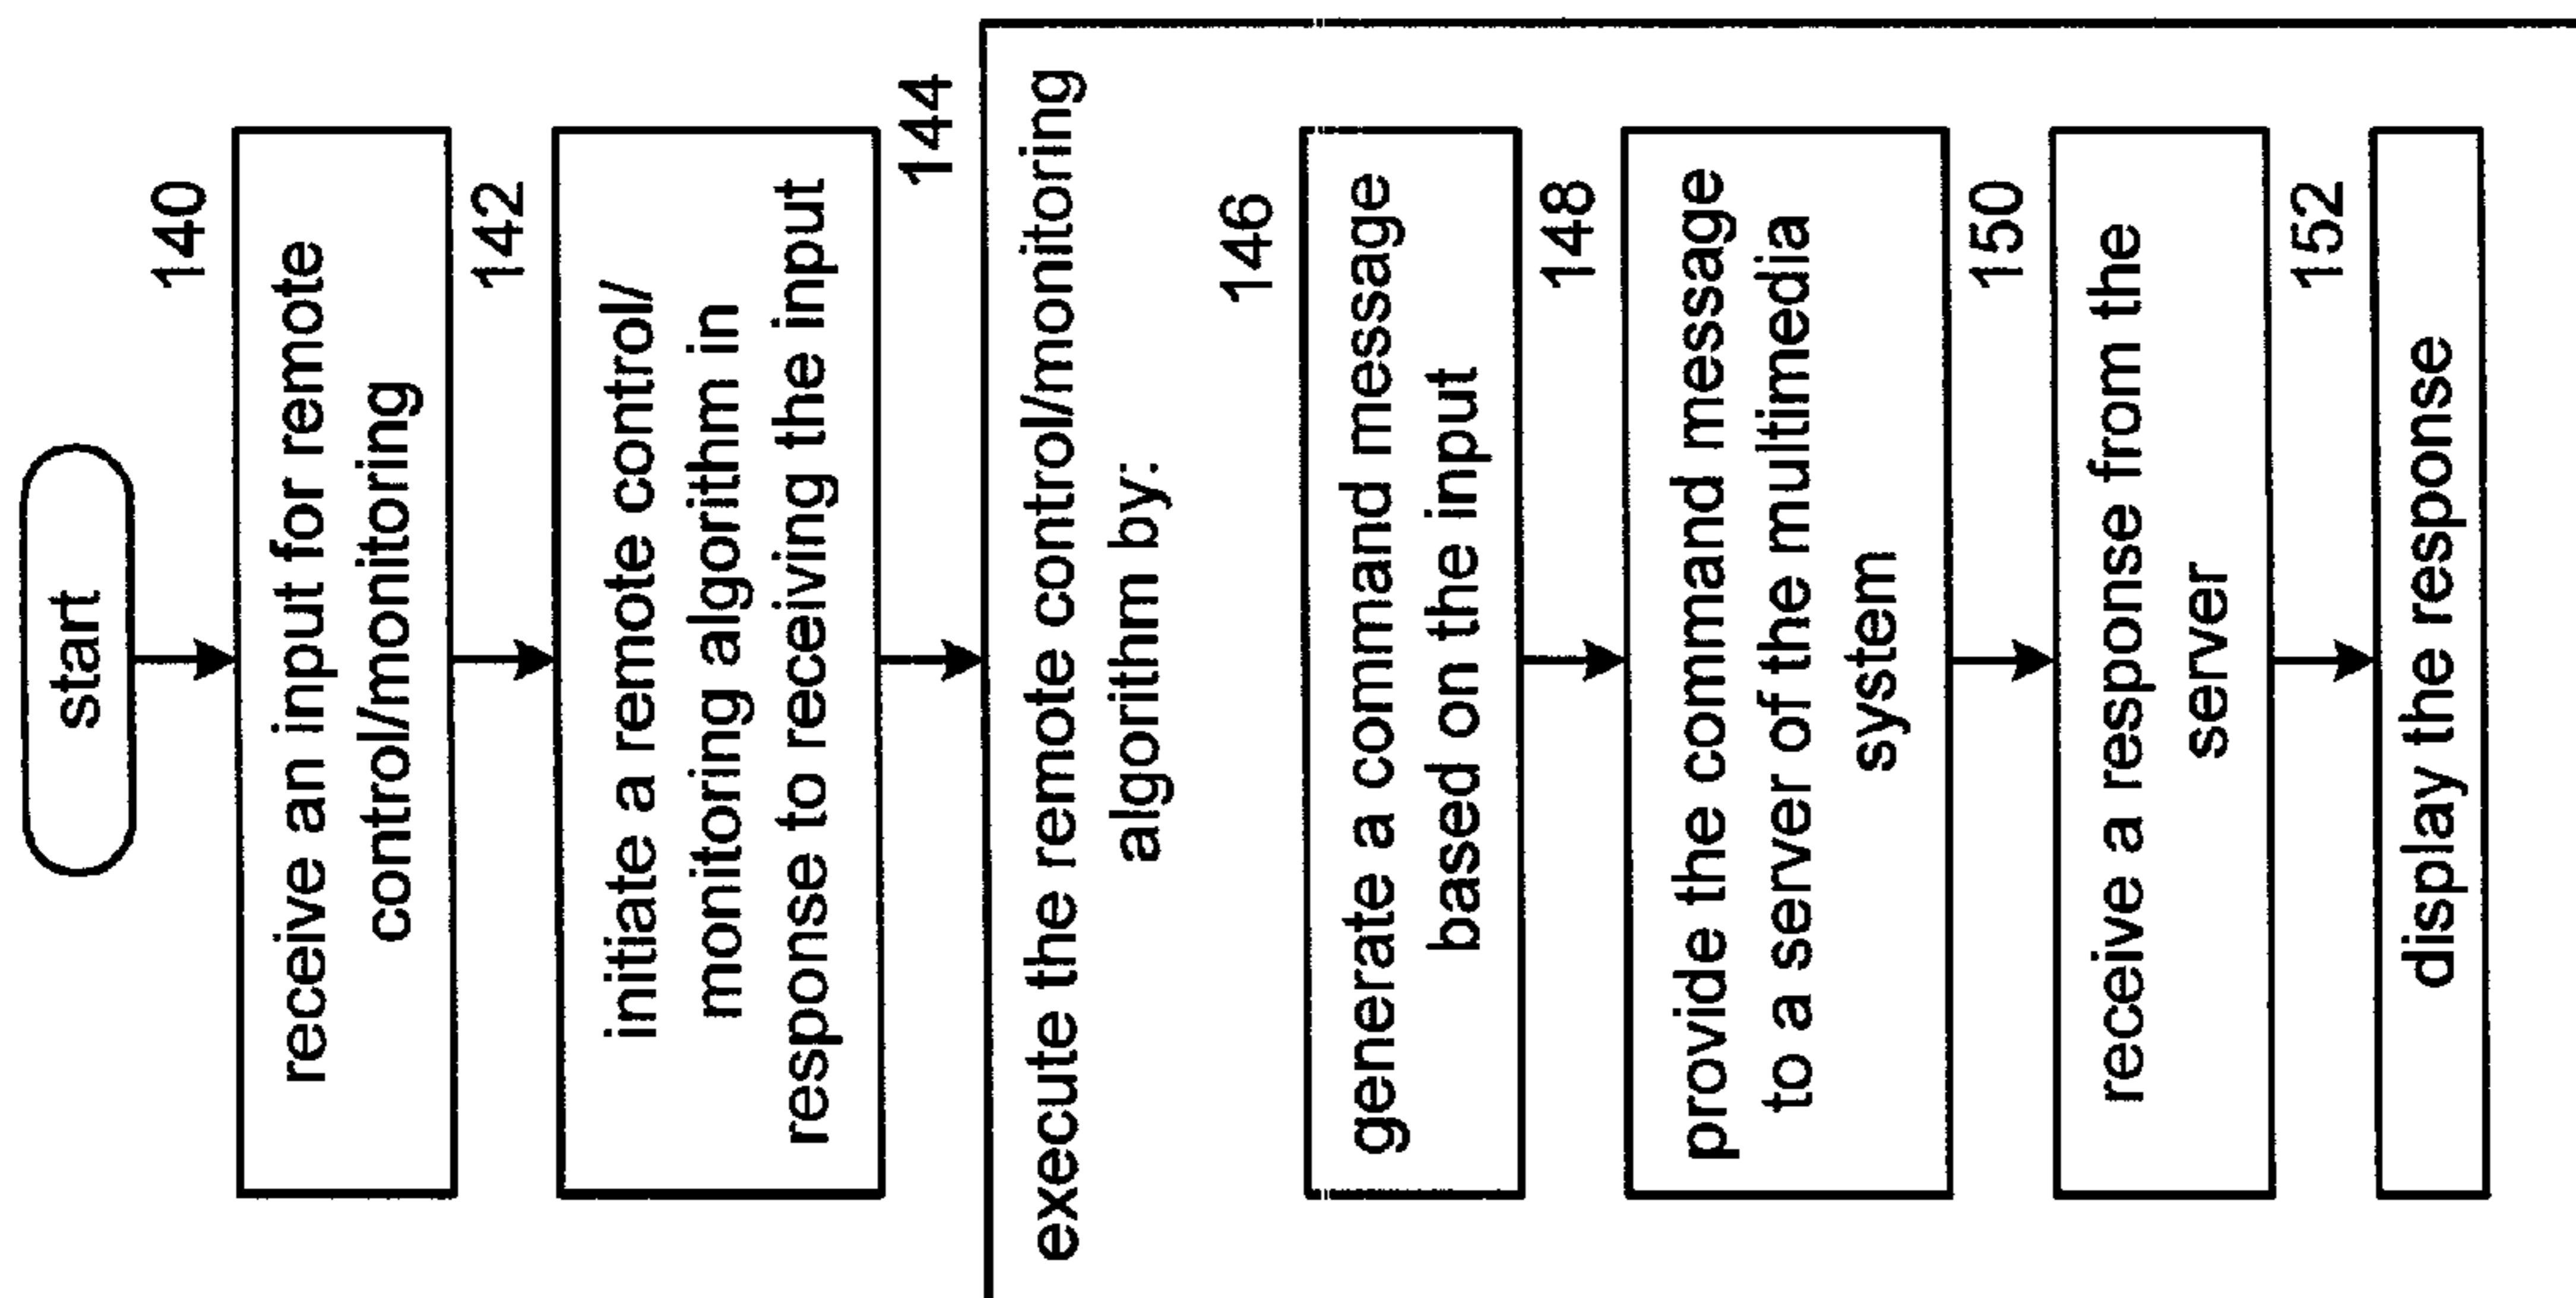 start
140
receive an input for remote
control/monitoring
142
initiate a remote control/
monitoring algorithm in
response to receiving the input
144
execute the remote control/monitoring
algorithm by:
146
generate a command message
based on the input
148
provide the command message
to a server of the multimedia
system
150
receive a response from the
server
152
display the response